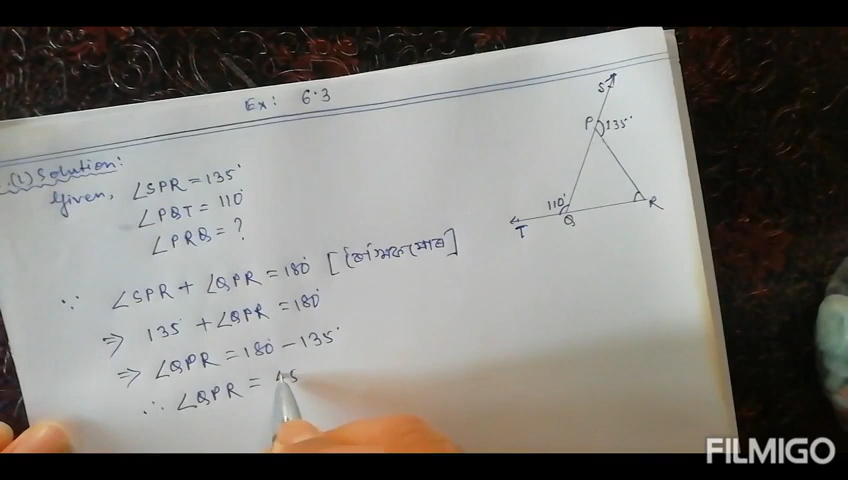 Ex: 6.3
(1) Solution:
Given, ∠SPR = 135°
∠PQT = 110°
∠PRQ = ?
∵ ∠SPR + ∠QPR = 180°
⇒ 135° + ∠QPR = 180°
⇒ ∠QPR = 180° - 135°
∴ ∠QPR = 45
S
P 135°
110°
T Q R
FILMIGO